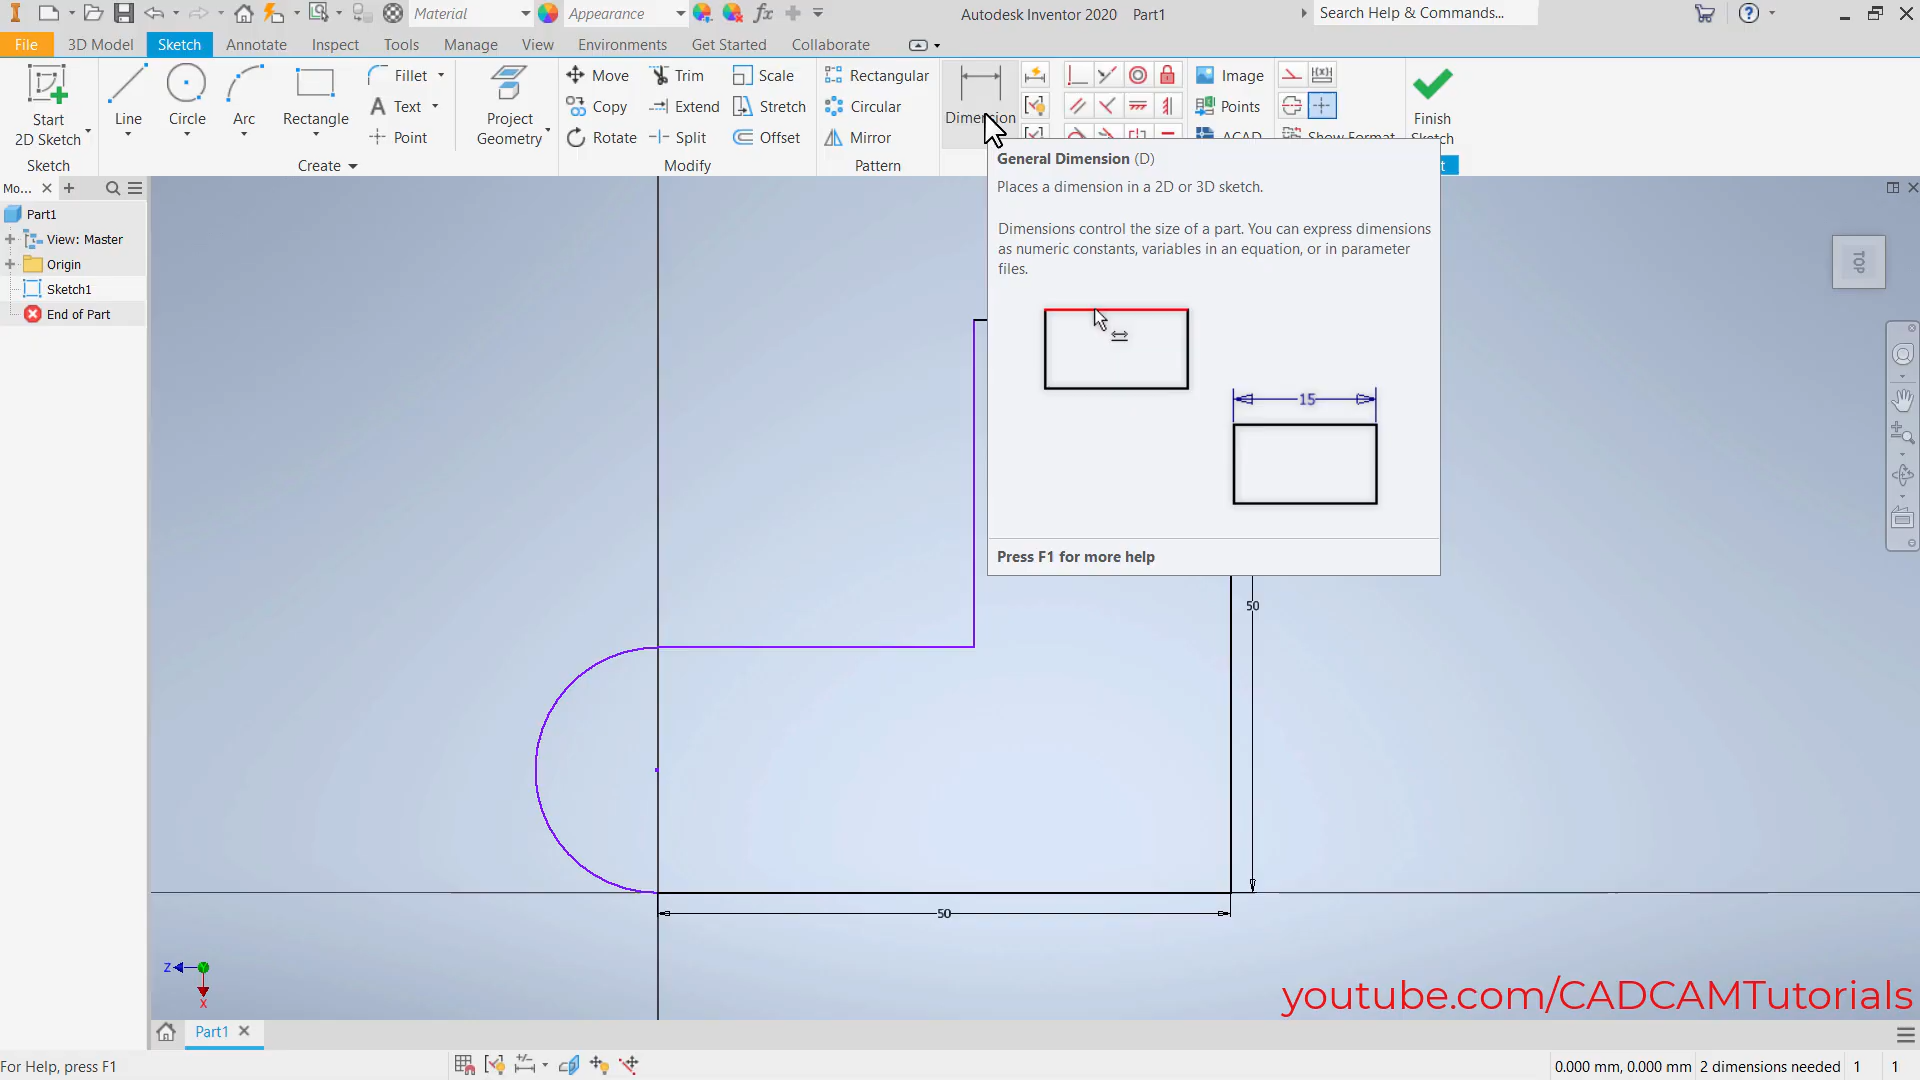 Material
Appearance
Autodesk Inventor 2020 Part1
Search Help & Commands...
File 3D Model Sketch Annotate Inspect Tools Manage View Environments Get Started Collaborate
Start
2D Sketch
Sketch
Line
Circle
Arc
Rectangle
Fillet
Text
Point
Create
Project
Geometry
Move
Copy
Rotate
Trim
Extend
Split
Scale
Stretch
Offset
Modify
Rectangular
Circular
Mirror
Pattern
Dimension
Image
Points
ACAD
Show Format
Finish
Sketch
General Dimension (D)
Places a dimension in a 2D or 3D sketch.
Dimensions control the size of a part. You can express dimensions
as numeric constants, variables in an equation, or in parameter
files.
15
Press F1 for more help
Mo...
Part1
View: Master
Origin
Sketch1
End of Part
TOP
50
50
Z
X
youtube.com/CADCAMTutorials
Part1
For Help, press F1
0.000 mm, 0.000 mm 2 dimensions needed 1 1